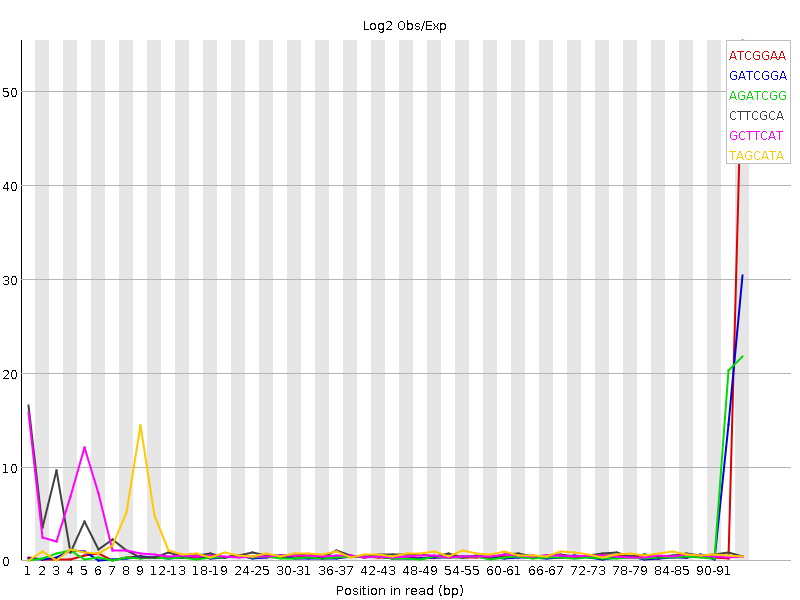 Log2 Obs/Exp
ATCGGAA
GATCGGA
AGATCGG
CTTCGCA
GCTTCAT
TAGCATA
50
40
30
20
10
0
1 2 3 4 5 6 7 8 9 12-13 18-19 24-25 30-31 36-37 42-43 48-49 54-55 60-61 66-67 72-73 78-79 84-85 90-91
Position in read (bp)